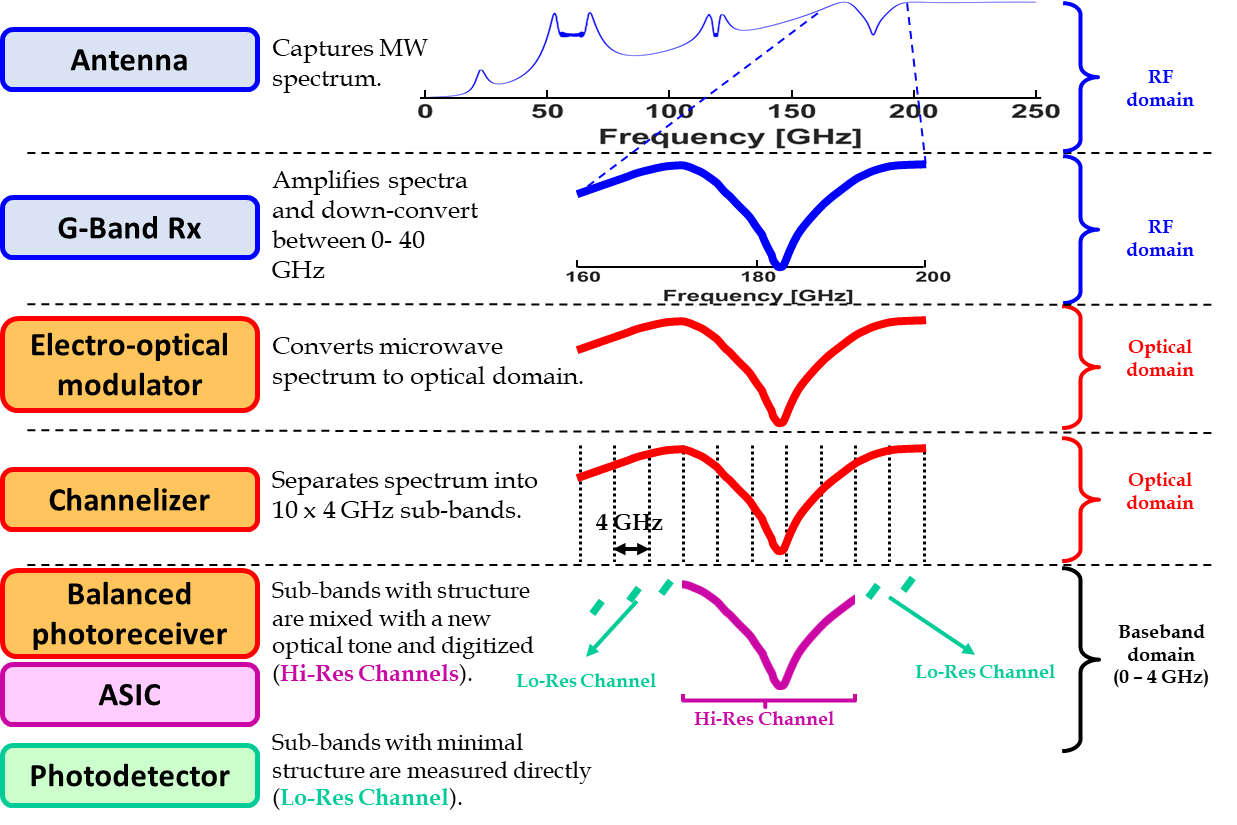 Antenna
Captures MW
spectrum.
0 50 100 150 200 250
Frequency [GHz]
RF
domain
G-Band Rx
Amplifies spectra
and down-convert
between 0- 40
GHz
160 180 200
Frequency [GHz]
RF
domain
Electro-optical
modulator
Converts microwave
spectrum to optical domain.
Optical
domain
Channelizer
Separates spectrum into
10 x 4 GHz sub-bands.
4 GHz
Optical
domain
Balanced
photoreceiver
ASIC
Sub-bands with structure
are mixed with a new
optical tone and digitized
(Hi-Res Channels).
Lo-Res Channel
Hi-Res Channel
Lo-Res Channel
Baseband
domain
(0 – 4 GHz)
Photodetector
Sub-bands with minimal
structure are measured directly
(Lo-Res Channel).